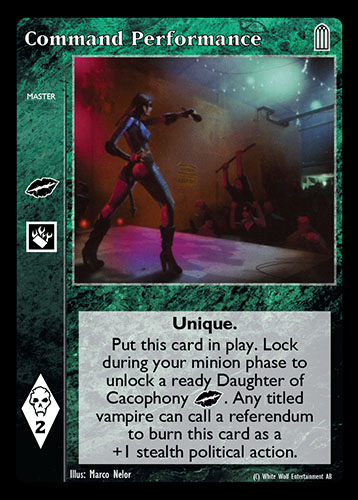 Command Performance
MASTER
Unique.
Put this card in play. Lock
during your minion phase to
unlock a ready Daughter of
Cacophony . Any titled
vampire can call a referendum
to burn this card as a
+1 stealth political action.
2
Illus: Marco Nelor
(C) White Wolf Entertainment AB